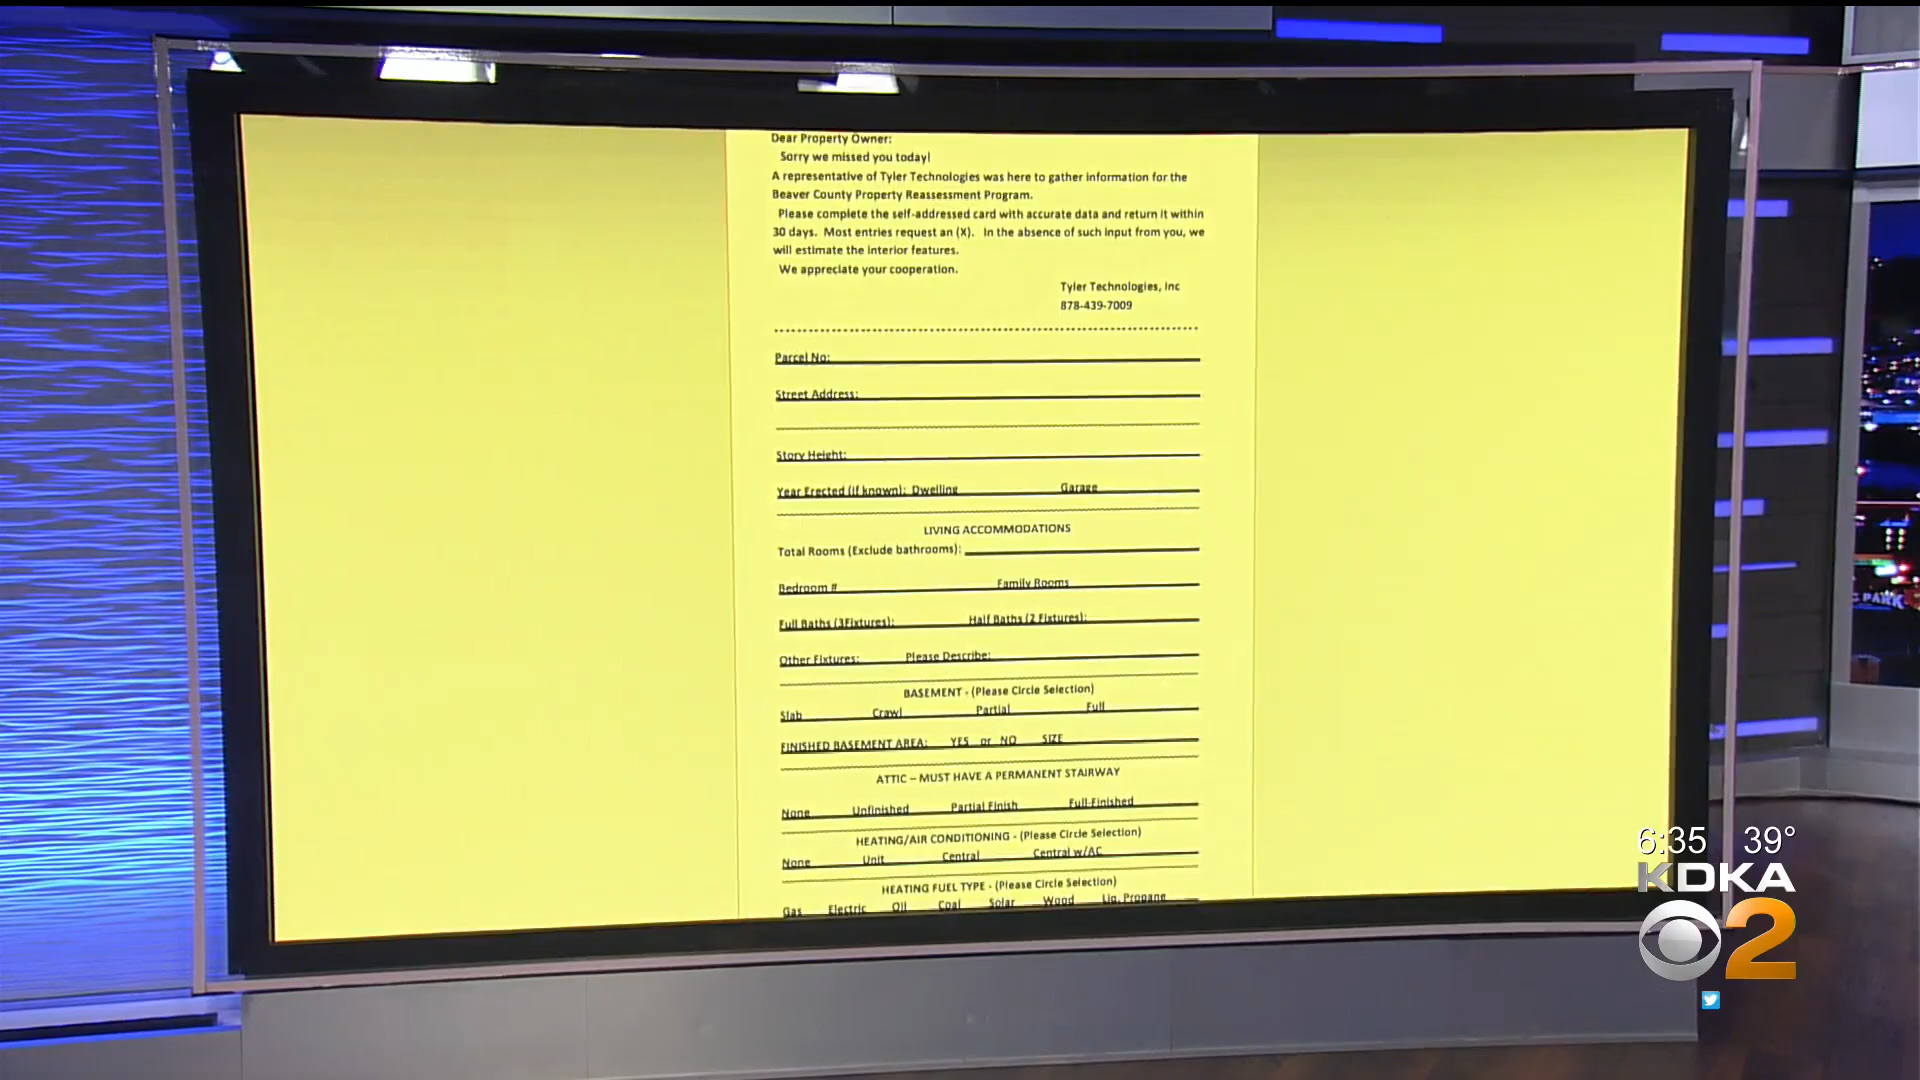 Dear Property Owner:
Sorry we missed you today!
A representative of Tyler Technologies was here to gather information for the
Beaver County Property Reassessment Program.
Please complete the self-addressed card with accurate data and return it within
30 days. Most entries request an (X). In the absence of such input from you, we
will estimate the interior features.
We appreciate your cooperation.
Tyler Technologies, Inc
878-439-7009
Parcel No:
Street Address:
Story Height:
Year Erected (if known): Dwelling Garage
LIVING ACCOMMODATIONS
Total Rooms (Exclude bathrooms):
Bedroom # Family Rooms
Full Baths (3Fixtures): Half Baths (2 Fixtures):
Other Fixtures: Please Describe:
BASEMENT - (Please Circle Selection)
Slab Crawl Partial Full
FINISHED BASEMENT AREA: YES or NO SIZE
ATTIC – MUST HAVE A PERMANENT STAIRWAY
None Unfinished Partial Finish Full-Finished
HEATING/AIR CONDITIONING - (Please Circle Selection)
None Unit Central Central w/AC
HEATING FUEL TYPE - (Please Circle Selection)
Gas Electric Oil Coal Solar Wood Liq. Propane
PARK
6:35 39°
KDKA
2